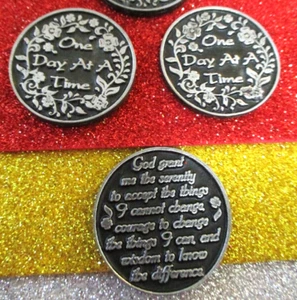 One
Day At A
Time
One
Day At A
Time
God grant
me the serenity
to accept the things
I cannot change,
courage to change
the things I can, and
wisdom to know
the difference.